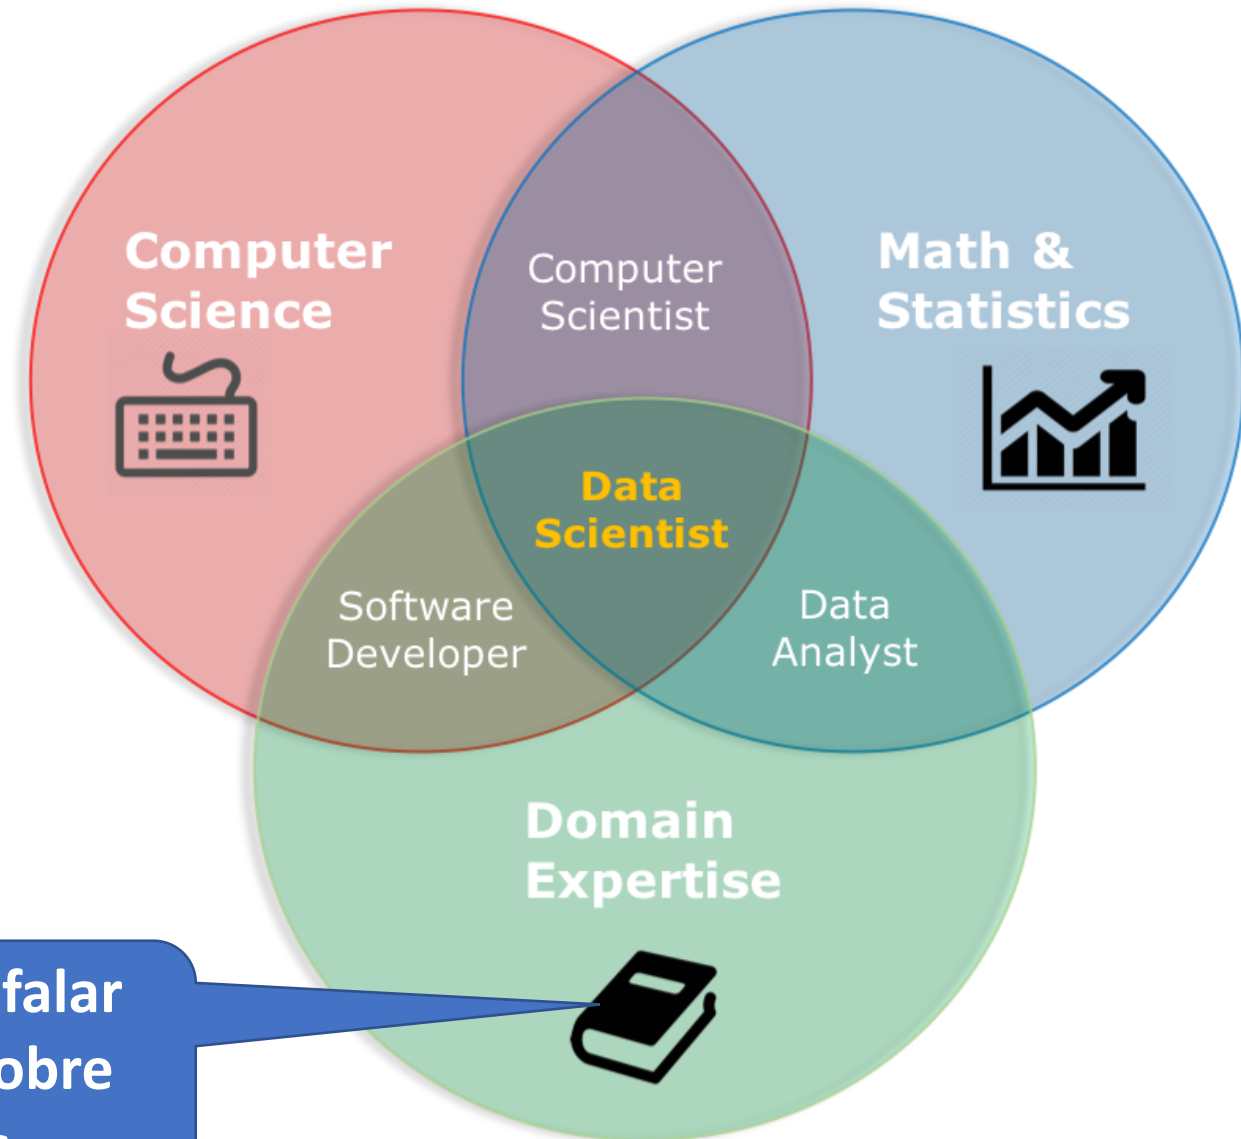 Computer
Science
Computer
Scientist
Math &
Statistics
Data
Scientist
Software
Developer
Data
Analyst
Domain
Expertise
falar
obre